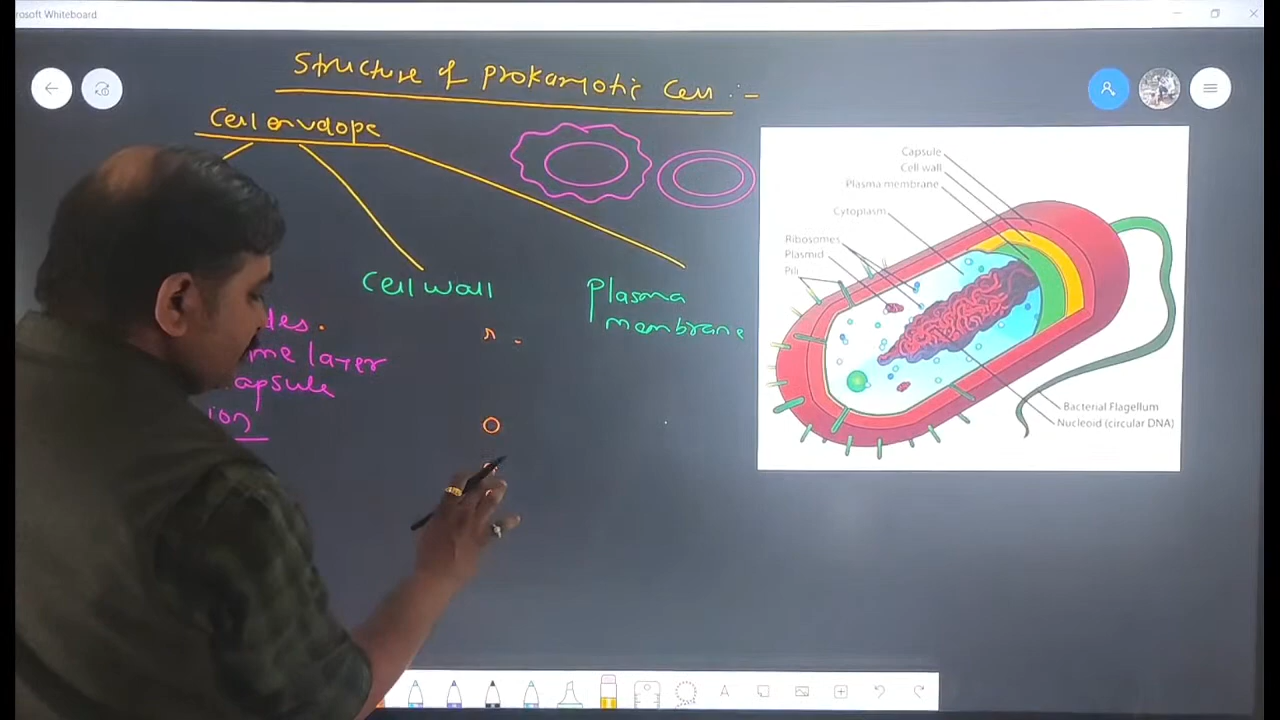 rosoft Whiteboard
Structure of prokaryotic Cell :-
Cell envelope
Cell wall
Plasma
membrane
des.
me layer
apsule
ion
Capsule
Cell wall
Plasma membrane
Cytoplasm
Ribosomes
Plasmid
Pili
Bacterial Flagellum
Nucleoid (circular DNA)
A